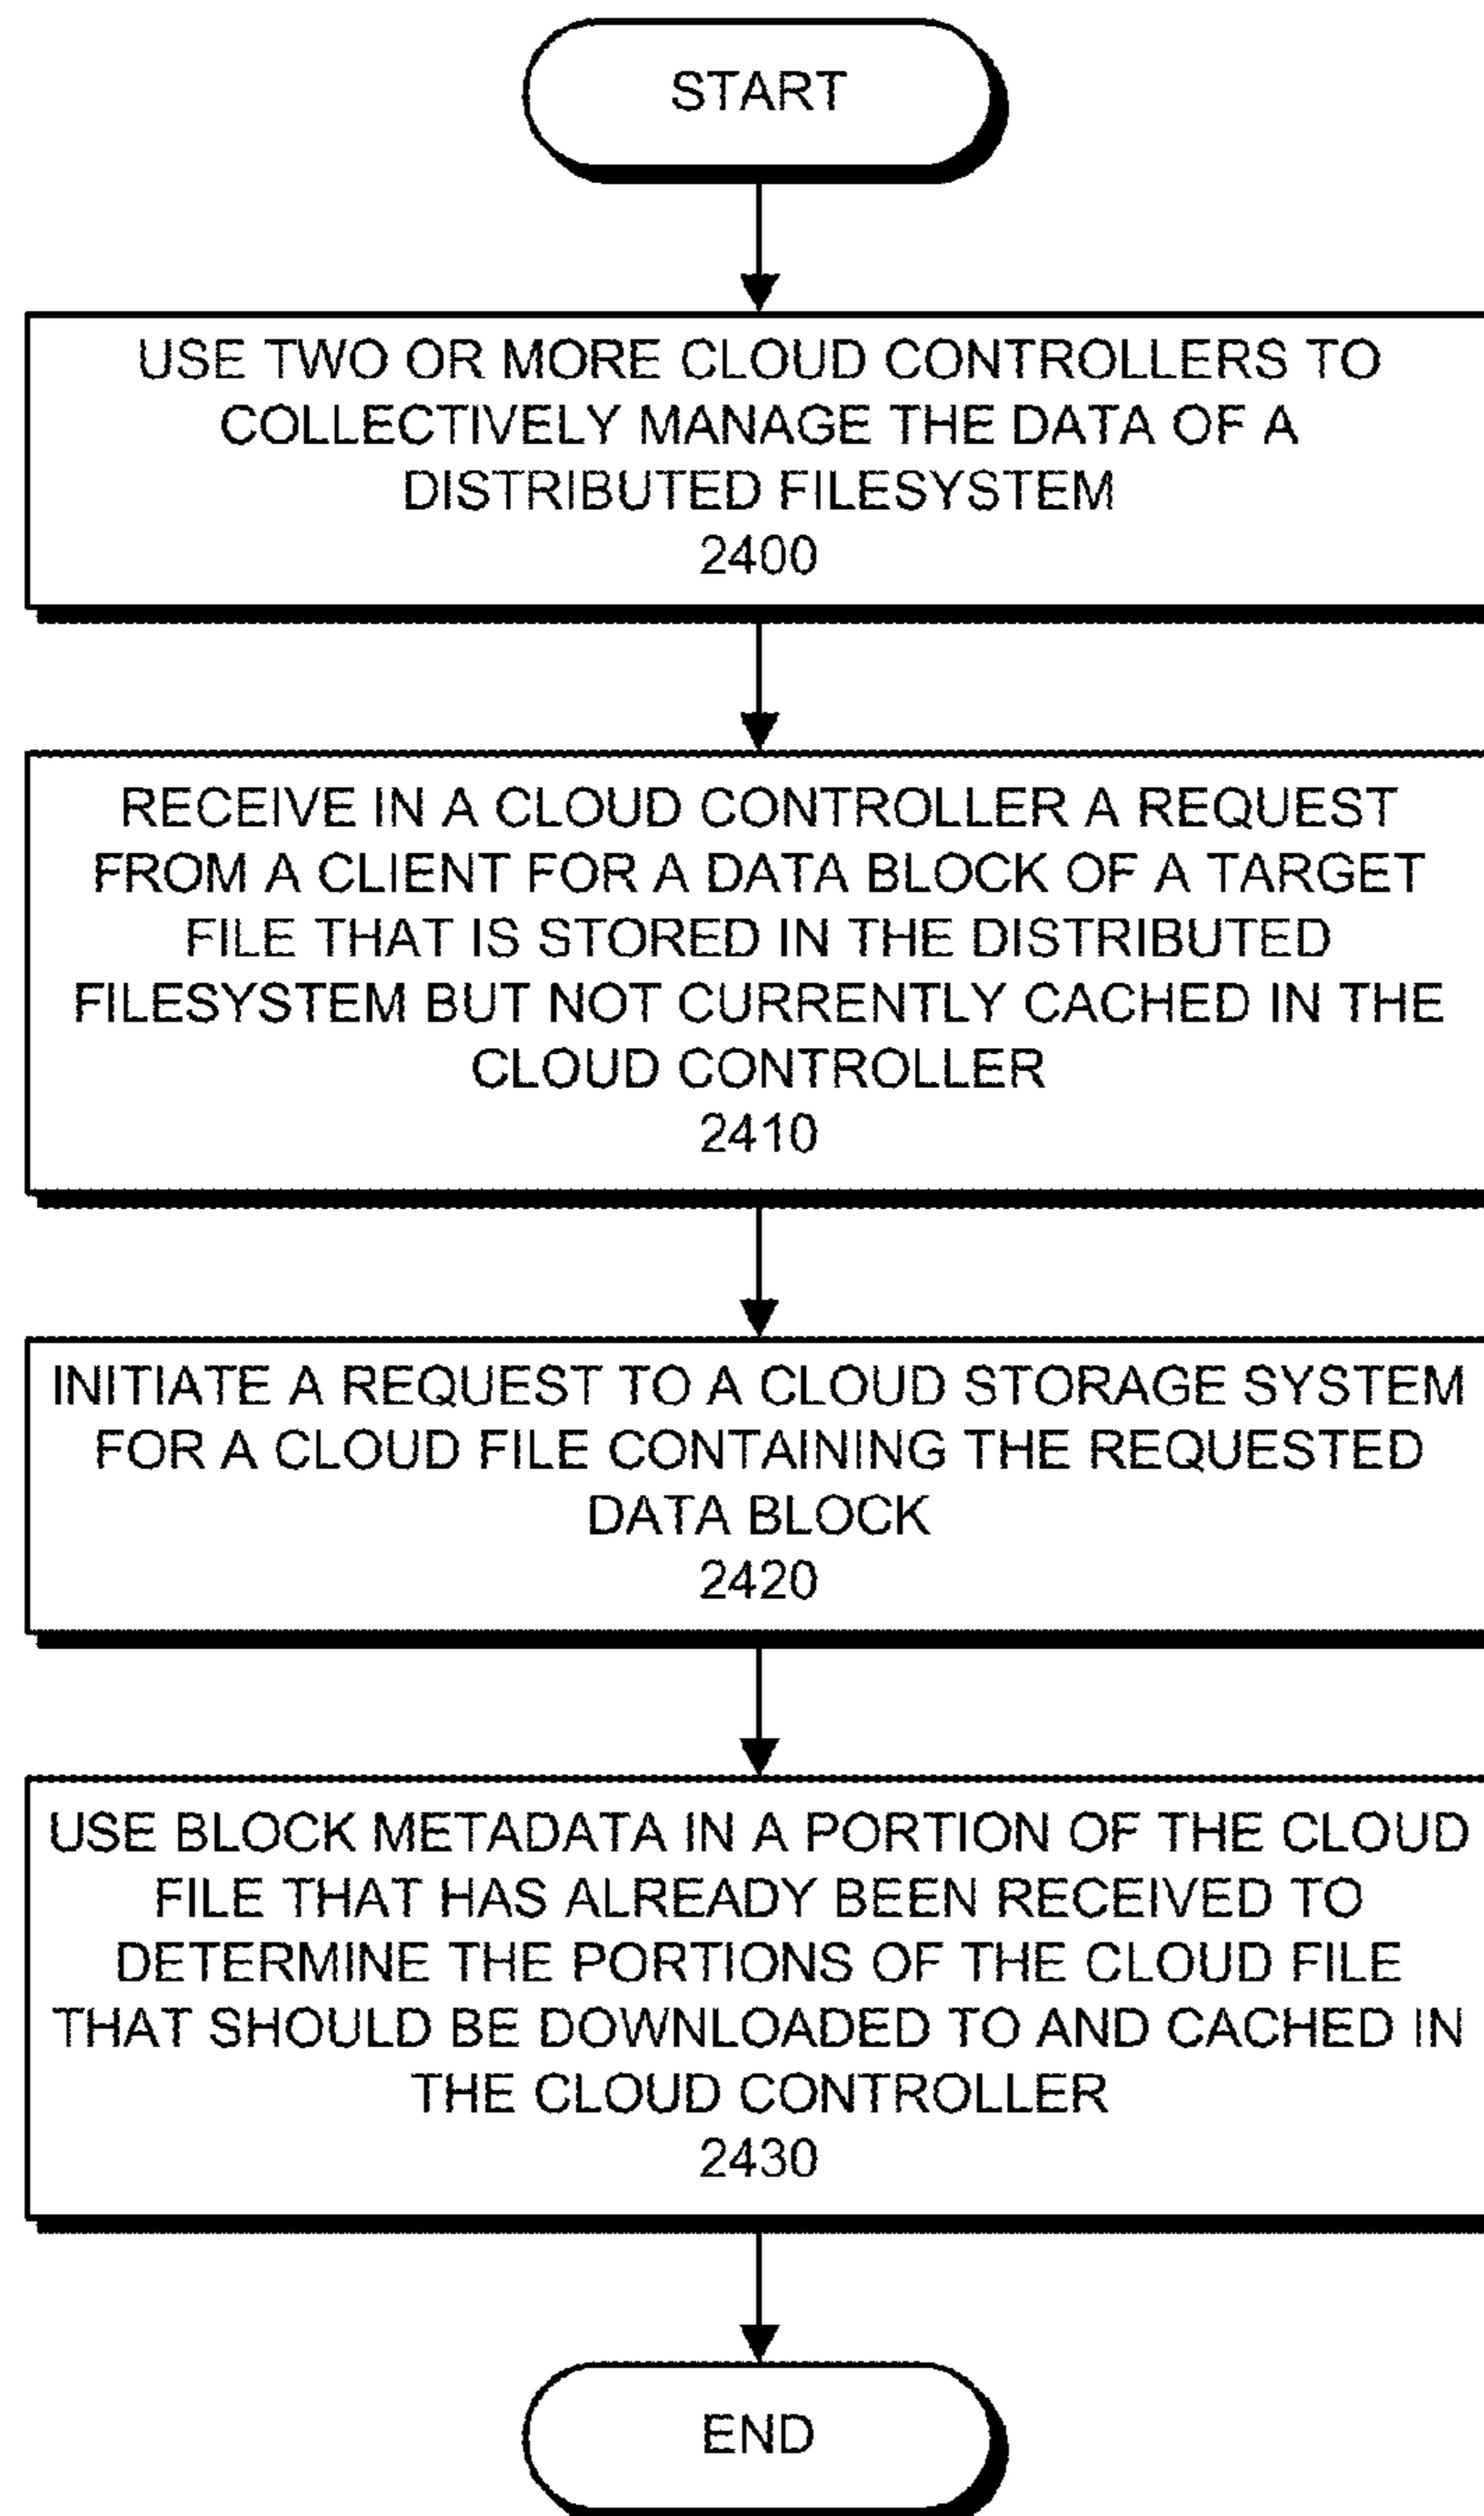 START
USE TWO OR MORE CLOUD CONTROLLERS TO
COLLECTIVELY MANAGE THE DATA OF A
DISTRIBUTED FILESYSTEM
2400
RECEIVE IN A CLOUD CONTROLLER A REQUEST
FROM A CLIENT FOR A DATA BLOCK OF A TARGET
FILE THAT IS STORED IN THE DISTRIBUTED
FILESYSTEM BUT NOT CURRENTLY CACHED IN THE
CLOUD CONTROLLER
2410
INITIATE A REQUEST TO A CLOUD STORAGE SYSTEM
FOR A CLOUD FILE CONTAINING THE REQUESTED
DATA BLOCK
2420
USE BLOCK METADATA IN A PORTION OF THE CLOUD
FILE THAT HAS ALREADY BEEN RECEIVED TO
DETERMINE THE PORTIONS OF THE CLOUD FILE
THAT SHOULD BE DOWNLOADED TO AND CACHED IN
THE CLOUD CONTROLLER
2430
END